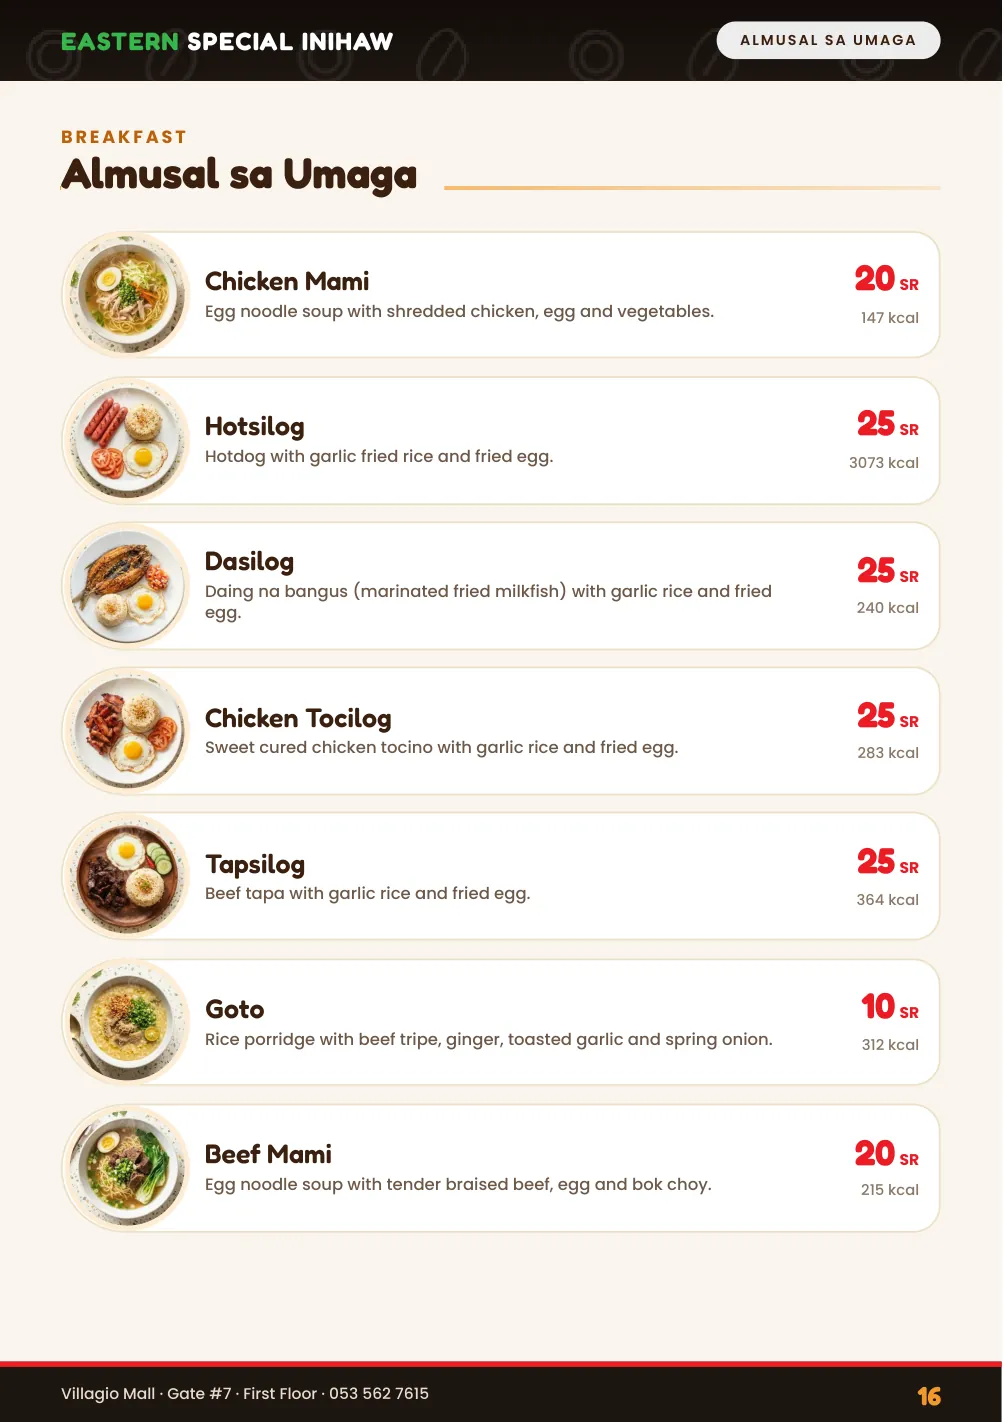 EASTERN SPECIAL INIHAW
ALMUSAL SA UMAGA
BREAKFAST
Almusal sa Umaga
Chicken Mami
Egg noodle soup with shredded chicken, egg and vegetables.
20 SR
147 kcal
Hotsilog
Hotdog with garlic fried rice and fried egg.
25 SR
3073 kcal
Dasilog
Daing na bangus (marinated fried milkfish) with garlic rice and fried
egg.
25 SR
240 kcal
Chicken Tocilog
Sweet cured chicken tocino with garlic rice and fried egg.
25 SR
283 kcal
Tapsilog
Beef tapa with garlic rice and fried egg.
25 SR
364 kcal
Goto
Rice porridge with beef tripe, ginger, toasted garlic and spring onion.
10 SR
312 kcal
Beef Mami
Egg noodle soup with tender braised beef, egg and bok choy.
20 SR
215 kcal
Villagio Mall · Gate #7 · First Floor · 053 562 7615
16